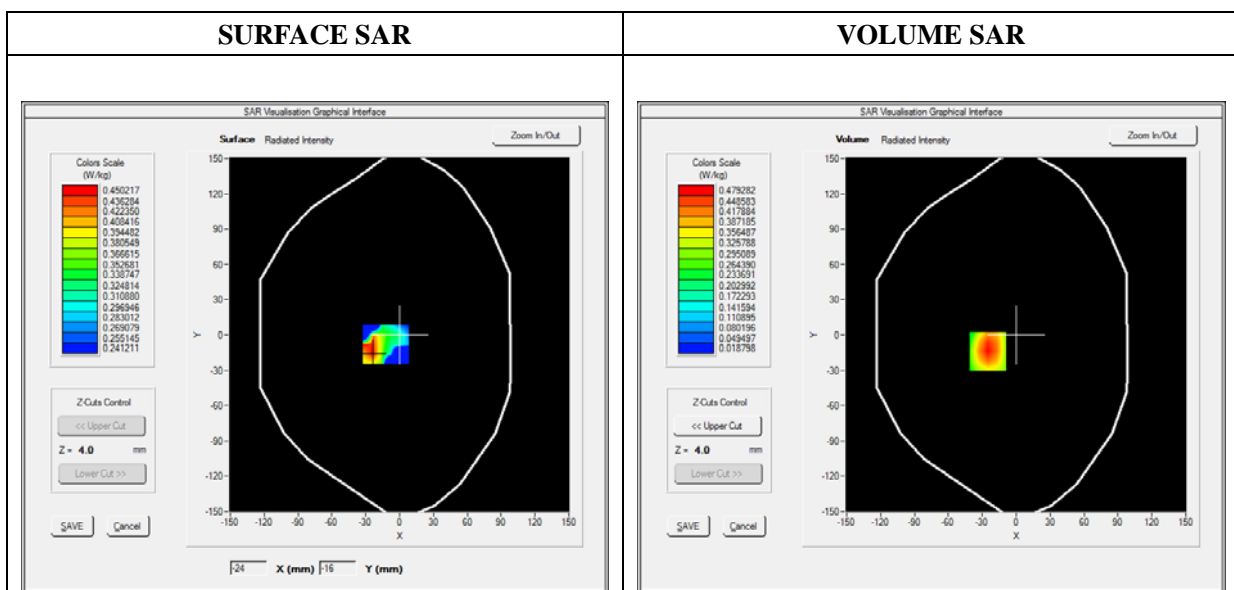 SURFACE SAR
VOLUME SAR
SAR Visualisation Graphical Interface
Surface Radiated Intensity
Zoom In/Out
Colors Scale
(W/kg)
0.450217
0.436284
0.422350
0.408416
0.394482
0.380549
0.366615
0.352681
0.338747
0.324814
0.310880
0.296946
0.283012
0.269079
0.255145
0.241211
Z-Cuts Control
<< Upper Cut
Z = 4.0 mm
Lower Cut >>
SAVE Cancel
150
120
90
60
30
0
-30
-60
-90
-120
-150
Y
-150 -120 -90 -60 -30 0 30 60 90 120 150
X
-24 X (mm) -16 Y (mm)
SAR Visualisation Graphical Interface
Volume Radiated Intensity
Zoom In/Out
Colors Scale
(W/kg)
0.479282
0.448583
0.417884
0.387185
0.356487
0.325788
0.295089
0.264390
0.233691
0.202992
0.172293
0.141594
0.110895
0.080196
0.049497
0.018798
Z-Cuts Control
<< Upper Cut
Z = 4.0 mm
Lower Cut >>
SAVE Cancel
150
120
90
60
30
0
-30
-60
-90
-120
-150
Y
-150 -120 -90 -60 -30 0 30 60 90 120 150
X